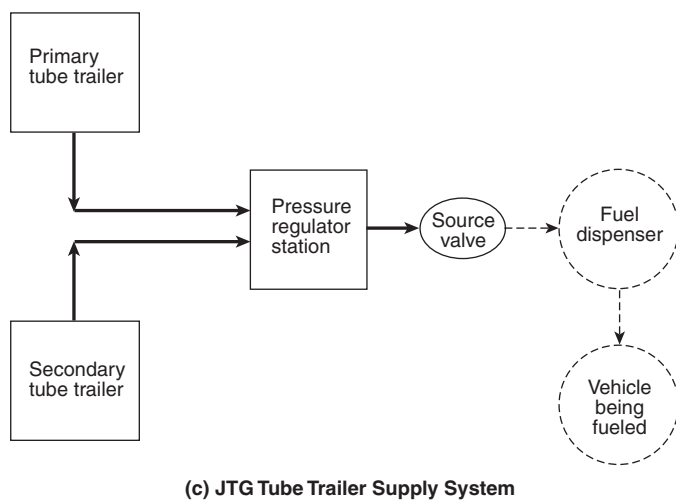 Primary
tube trailer
Pressure
regulator
station
Source
valve
Fuel
dispenser
Secondary
tube trailer
Vehicle
being
fueled
(c) JTG Tube Trailer Supply System